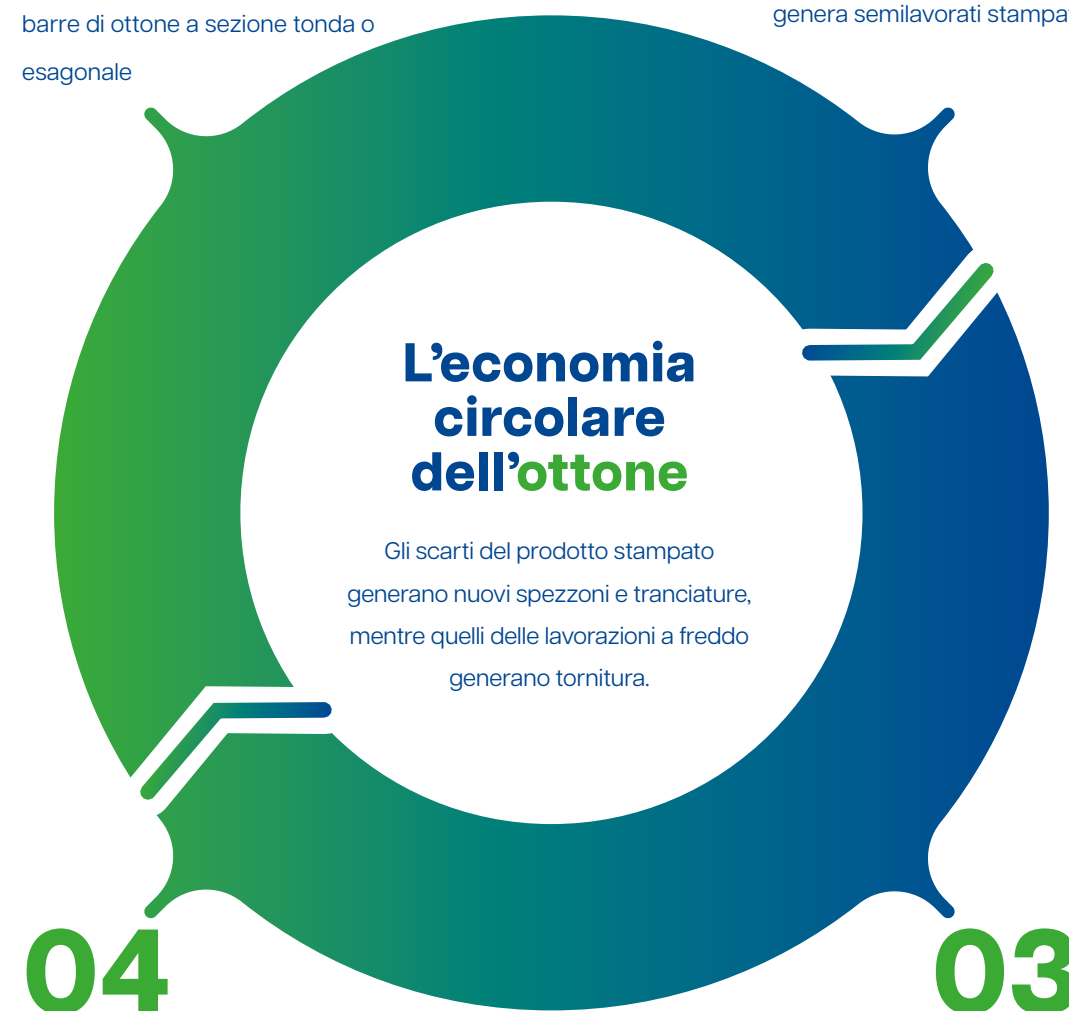 barre di ottone a sezione tonda o
esagonale
genera semilavorati
L’economia
circolare
dell’ottone
Gli scarti del prodotto stampato
generano nuovi spezzoni e tranciature,
mentre quelli delle lavorazioni a freddo
generano tornitura.
04
03